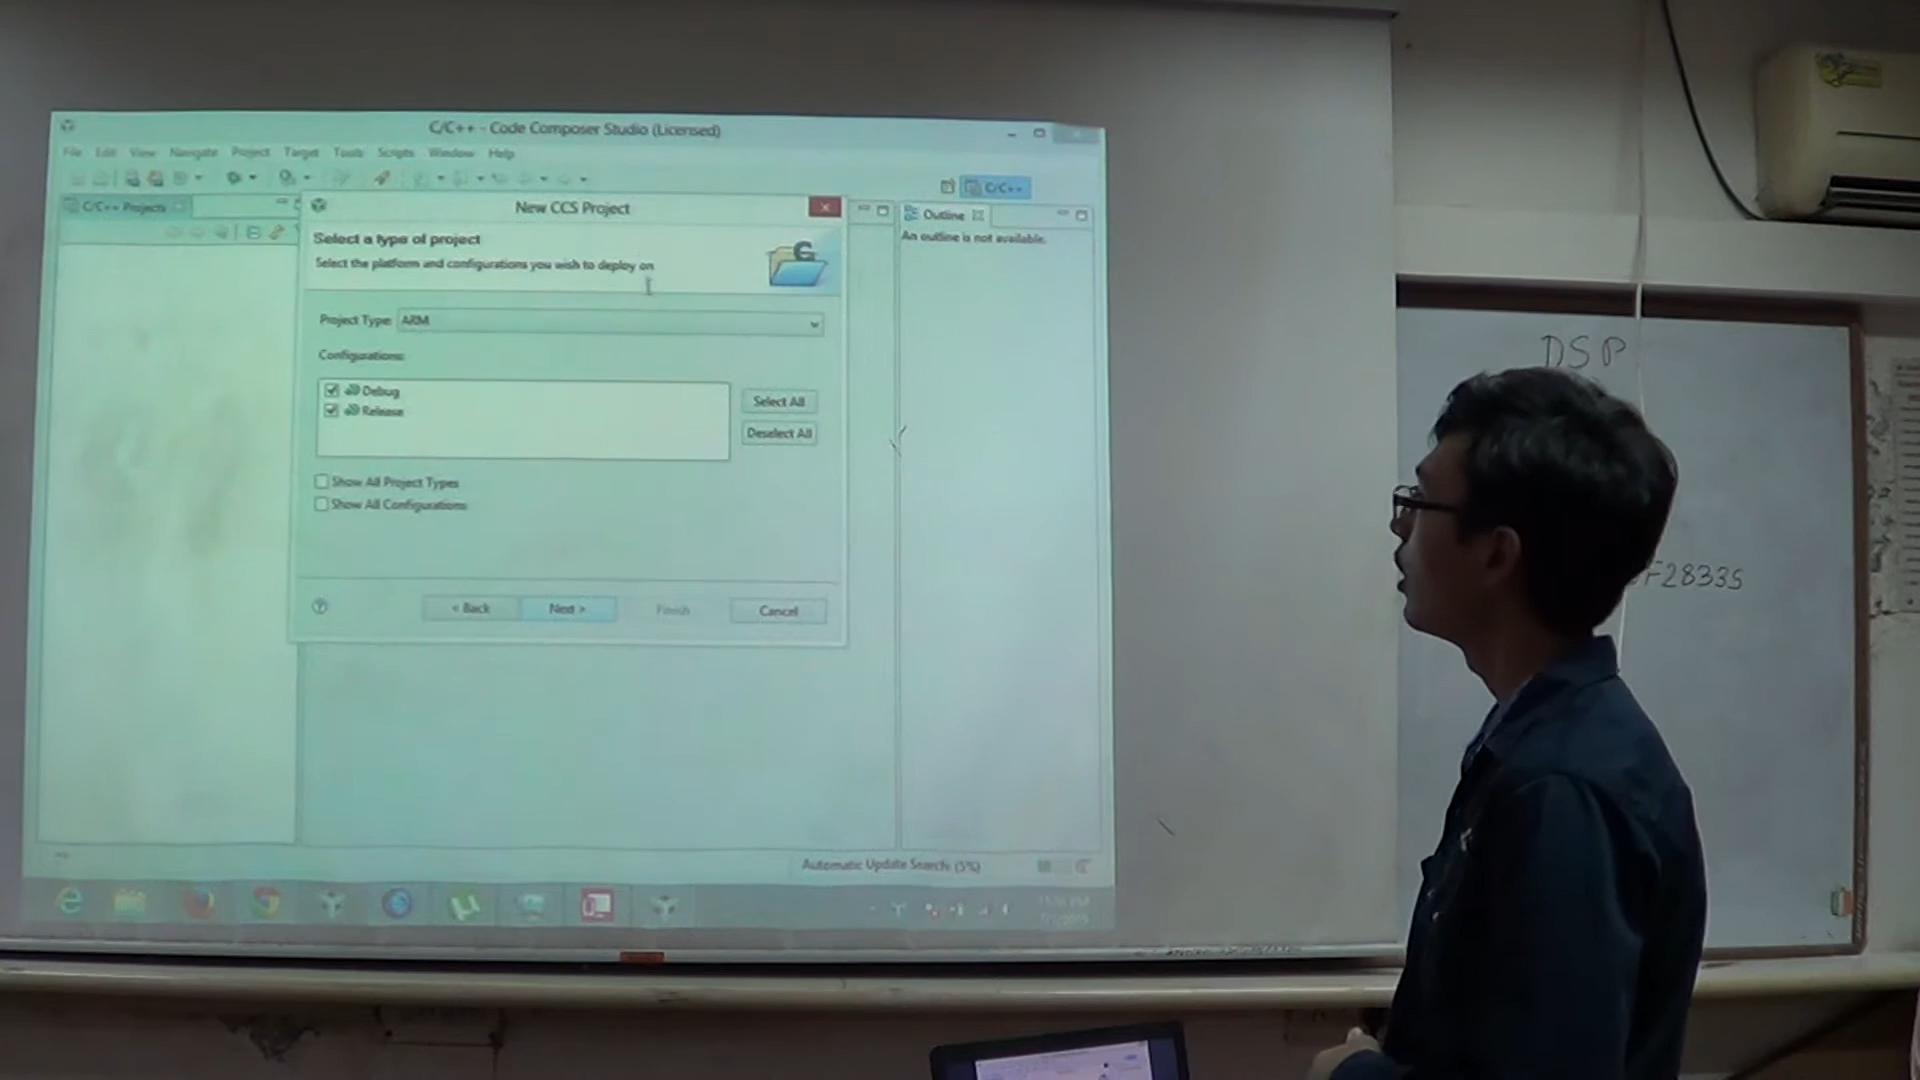 C/C++ - Code Composer Studio (Licensed)
File Edit View Navigate Project Target Tools Scripts Window Help
C/C++
C/C++ Projects
New CCS Project
Outline
An outline is not available.
Select a type of project
Select the platform and configurations you wish to deploy on
Project Type: ARM
Configurations:
Debug
Release
Select All
Deselect All
Show All Project Types
Show All Configurations
< Back
Next >
Finish
Cancel
Automatic Update Search: (5%)
DSP
F28335